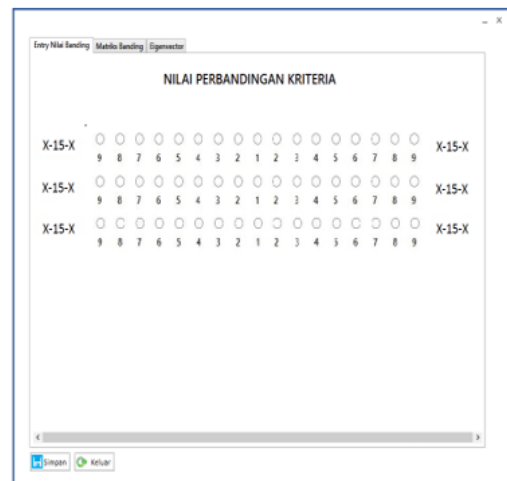 Entry Nilai Banding Matriks Banding Eigenvector
NILAI PERBANDINGAN KRITERIA
X-15-X 9 8 7 6 5 4 3 2 1 2 3 4 5 6 7 8 9 X-15-X
X-15-X 9 8 7 6 5 4 3 2 1 2 3 4 5 6 7 8 9 X-15-X
X-15-X 9 8 7 6 5 4 3 2 1 2 3 4 5 6 7 8 9 X-15-X
Simpan Keluar